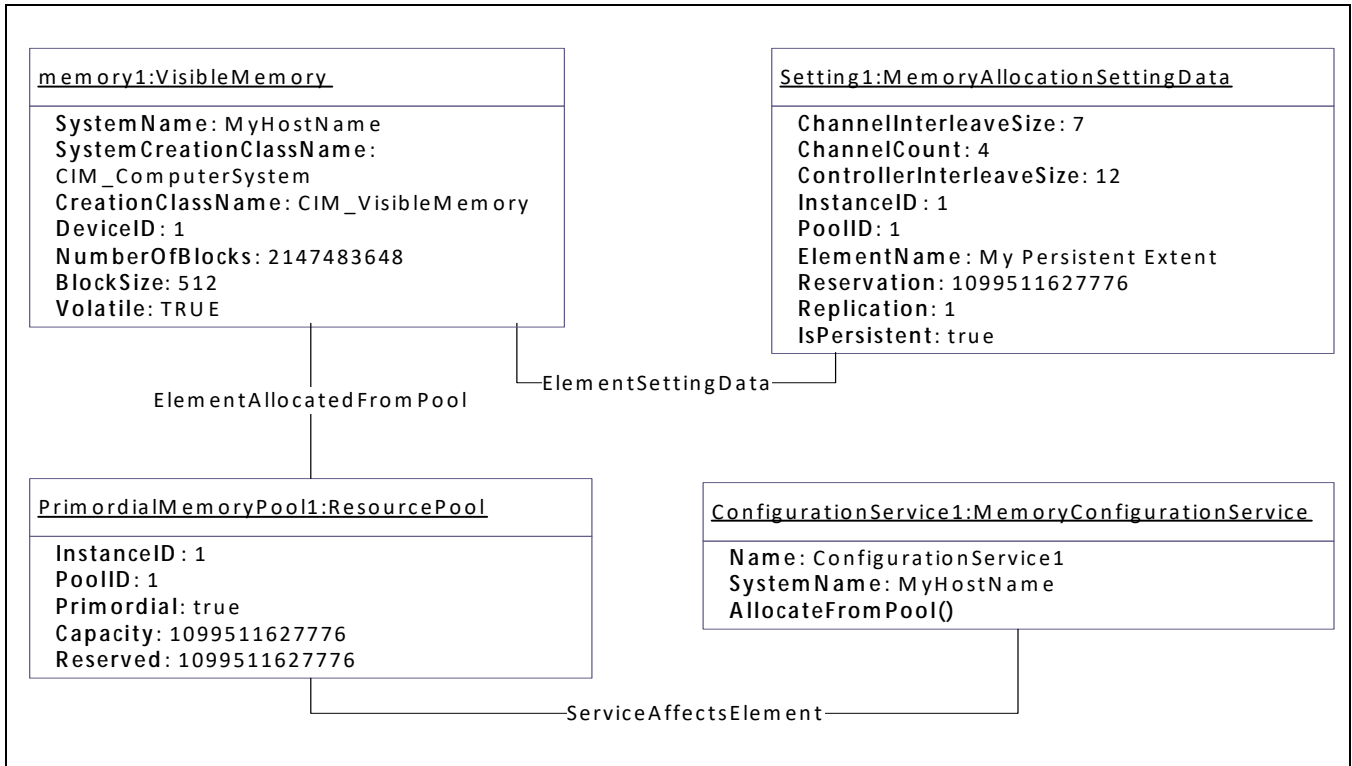 memory1:VisibleMemory
SystemName: MyHostName
SystemCreationClassName:
CIM_ComputerSystem
CreationClassName: CIM_VisibleMemory
DeviceID: 1
NumberOfBlocks: 2147483648
BlockSize: 512
Volatile: TRUE
Setting1:MemoryAllocationSettingData
ChannelInterleaveSize: 7
ChannelCount: 4
ControllerInterleaveSize: 12
InstanceID: 1
PoolID: 1
ElementName: My Persistent Extent
Reservation: 1099511627776
Replication: 1
IsPersistent: true
ElementSettingData
ElementAllocatedFromPool
PrimordialMemoryPool1:ResourcePool
InstanceID: 1
PoolID: 1
Primordial: true
Capacity: 1099511627776
Reserved: 1099511627776
ConfigurationService1:MemoryConfigurationService
Name: ConfigurationService1
SystemName: MyHostName
AllocateFromPool()
ServiceAffectsElement